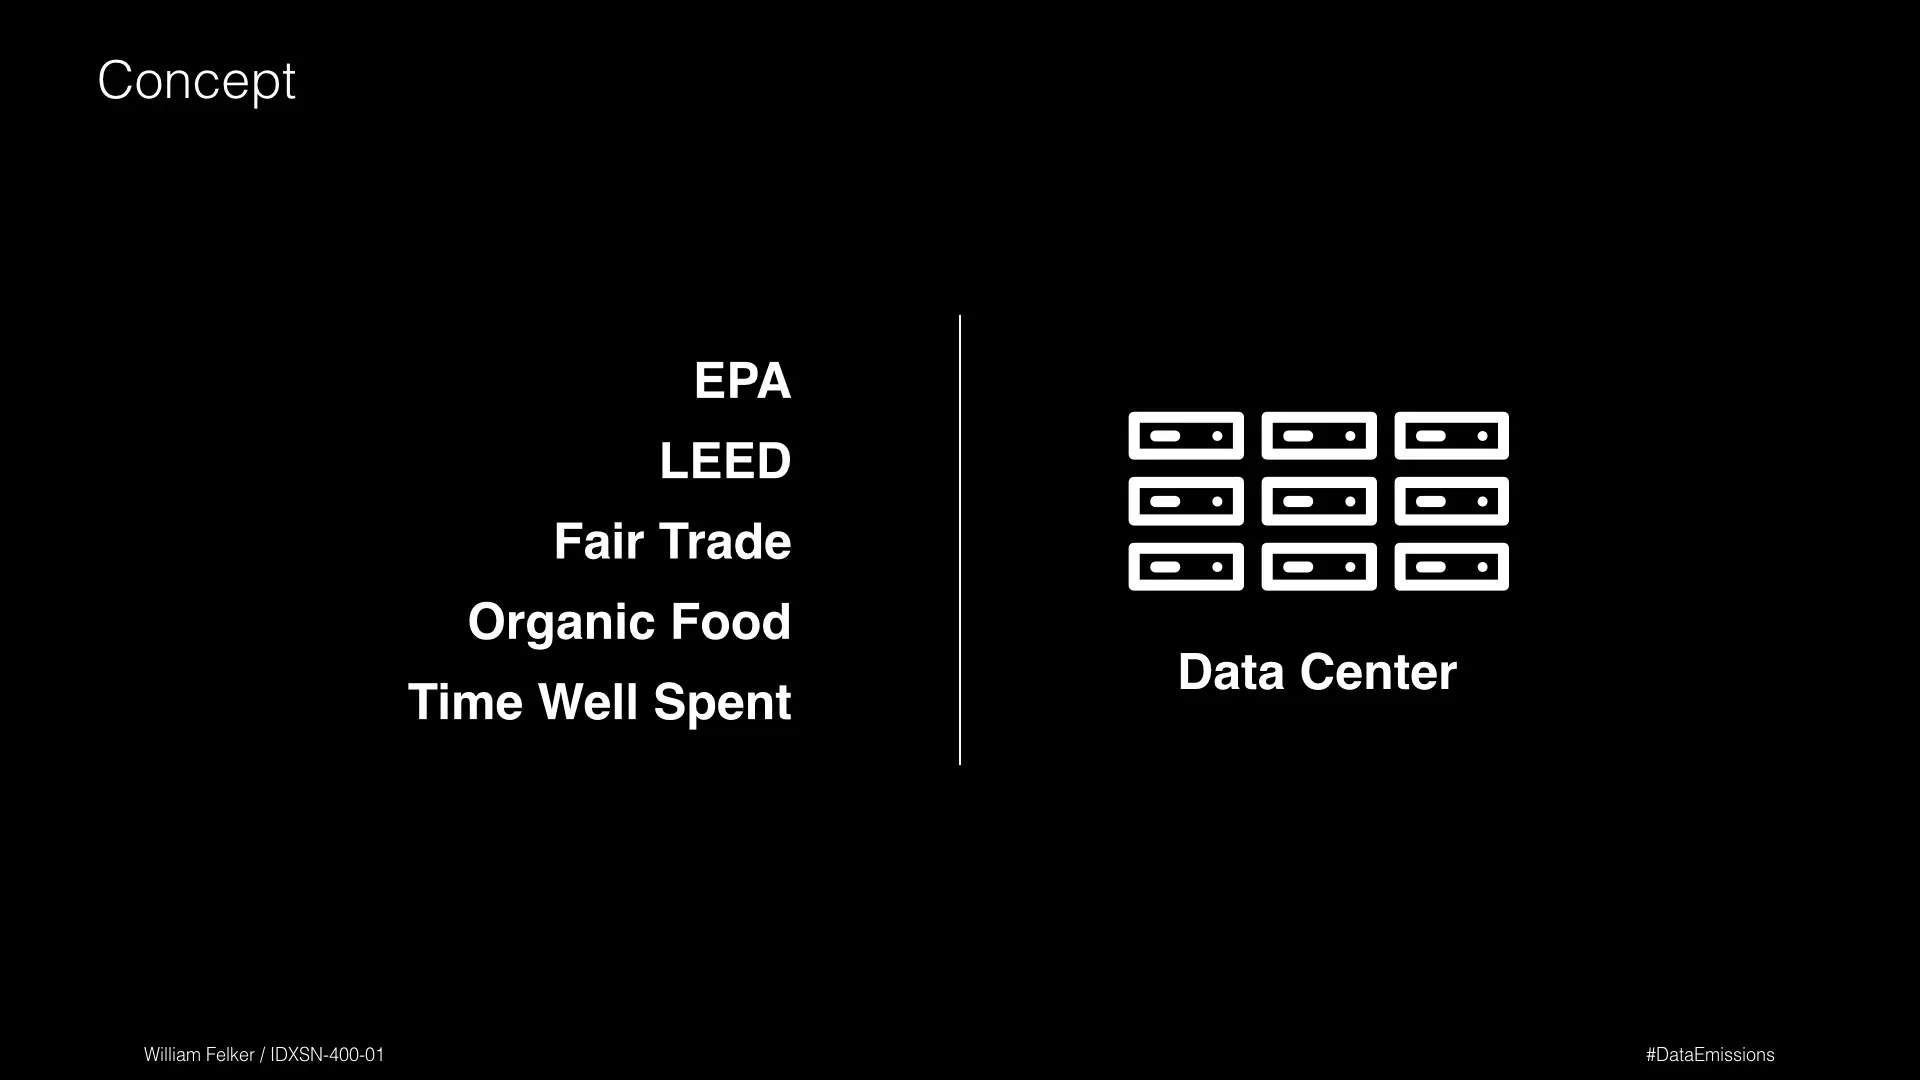 Concept
EPA
LEED
Fair Trade
Organic Food
Time Well Spent
Data Center
William Felker / IDXSN-400-01
#DataEmissions